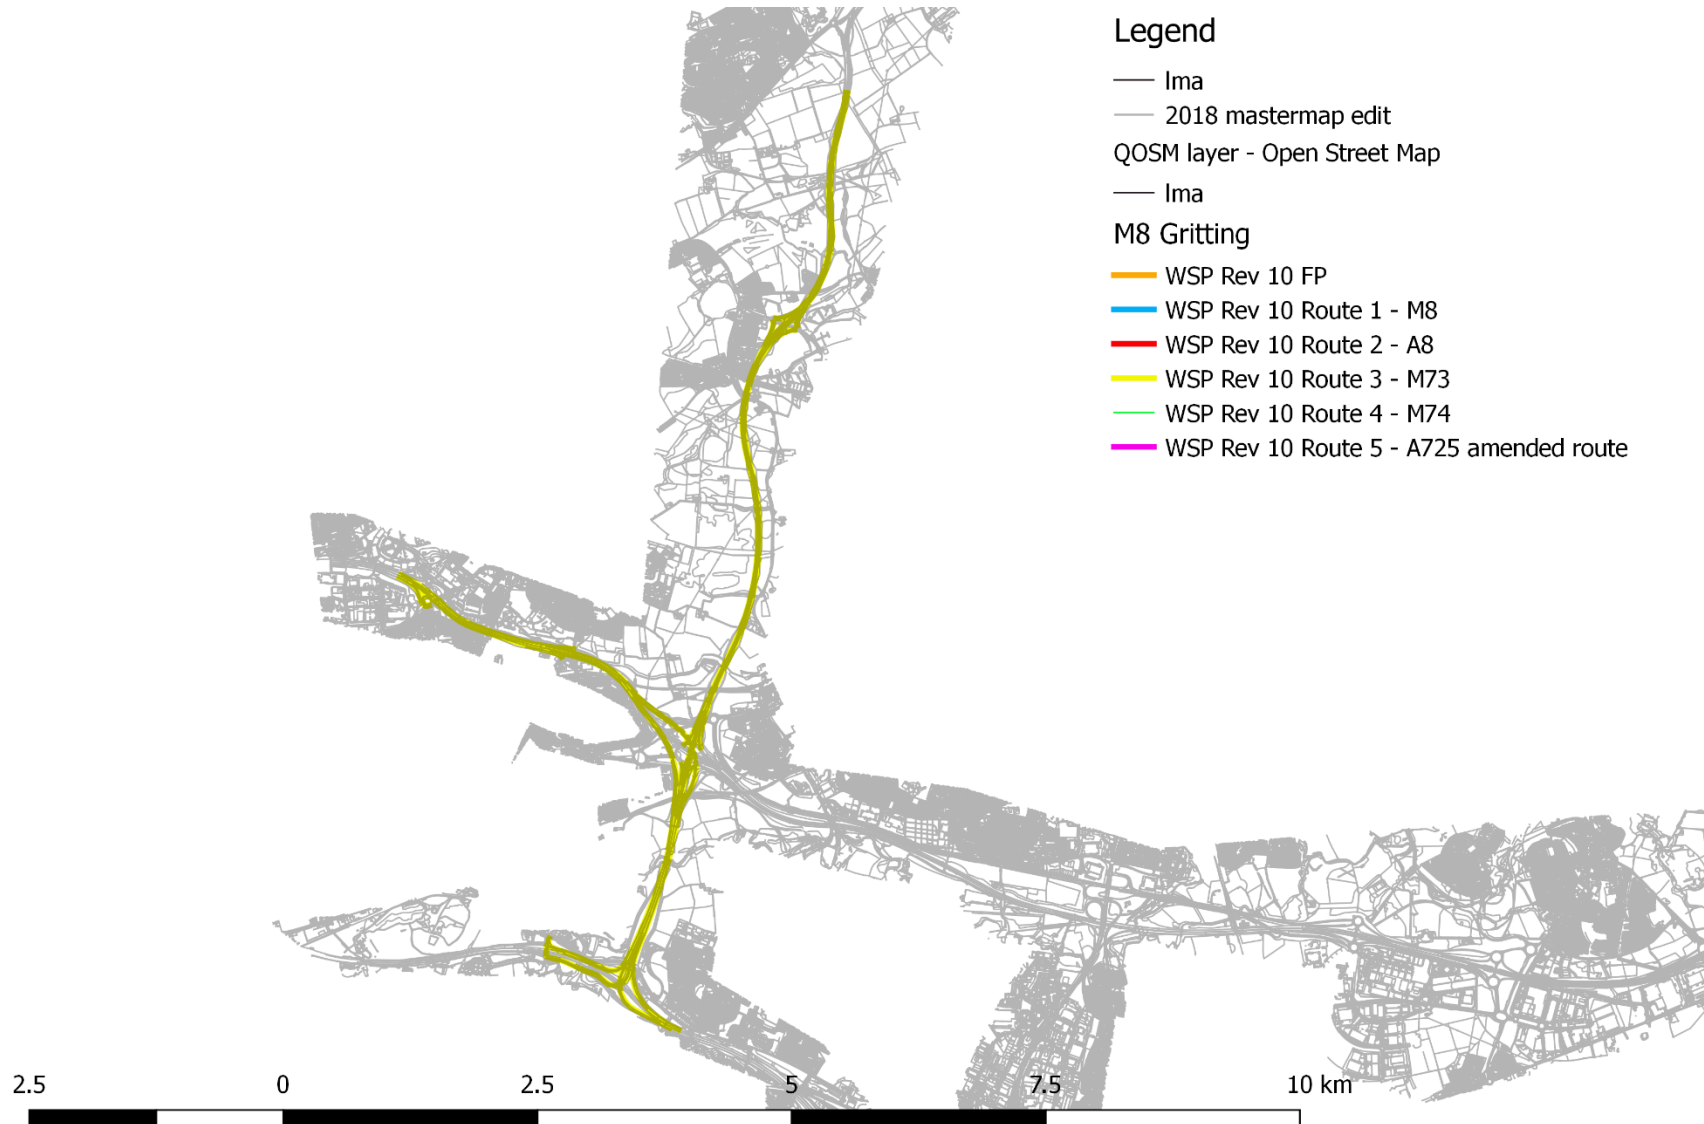 Legend
lma
2018 mastermap edit
QOSM layer - Open Street Map
lma
M8 Gritting
WSP Rev 10 FP
WSP Rev 10 Route 1 - M8
WSP Rev 10 Route 2 - A8
WSP Rev 10 Route 3 - M73
WSP Rev 10 Route 4 - M74
WSP Rev 10 Route 5 - A725 amended route
2.5 0 2.5 5 7.5 10 km